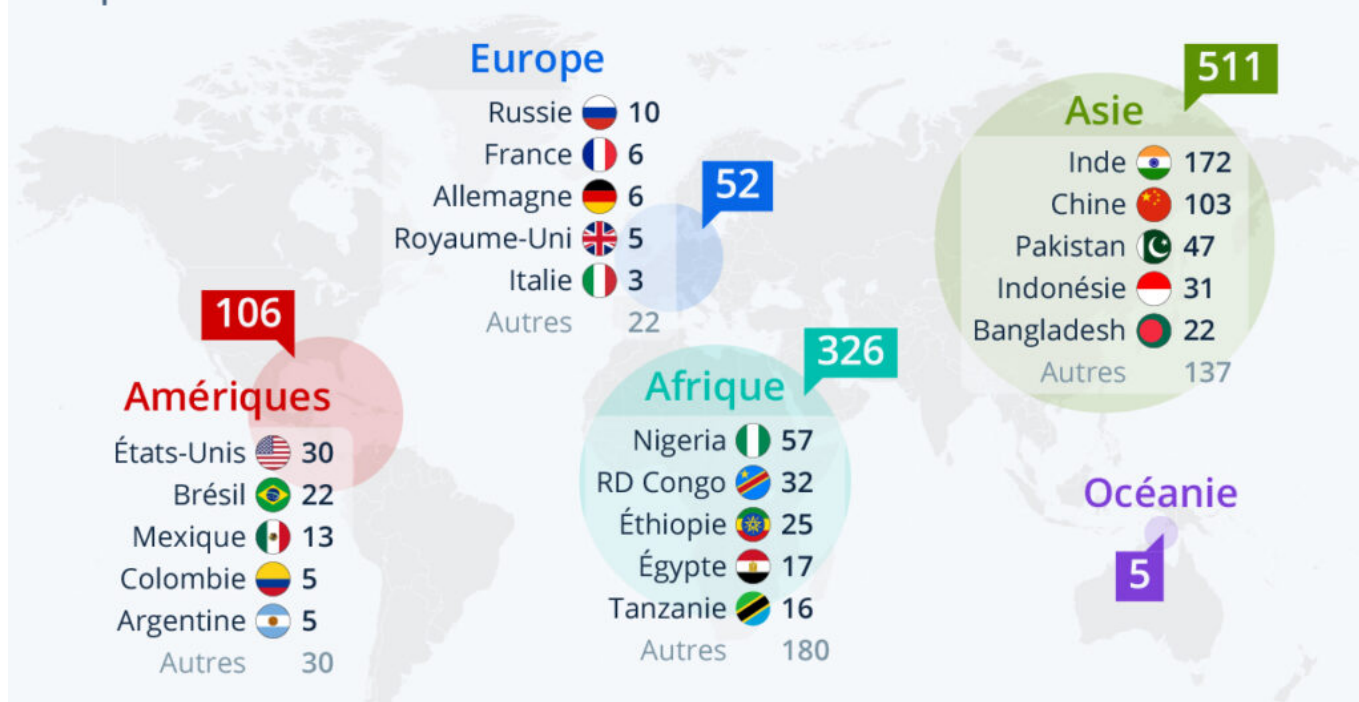 Europe
Russie 10
France 6
Allemagne 6
Royaume-Uni 5
Italie 3
Autres 22
52
511
Asie
Inde 172
Chine 103
Pakistan 47
Indonésie 31
Bangladesh 22
Autres 137
106
Amériques
États-Unis 30
Brésil 22
Mexique 13
Colombie 5
Argentine 5
Autres 30
326
Afrique
Nigeria 57
RD Congo 32
Éthiopie 25
Égypte 17
Tanzanie 16
Autres 180
Océanie
5